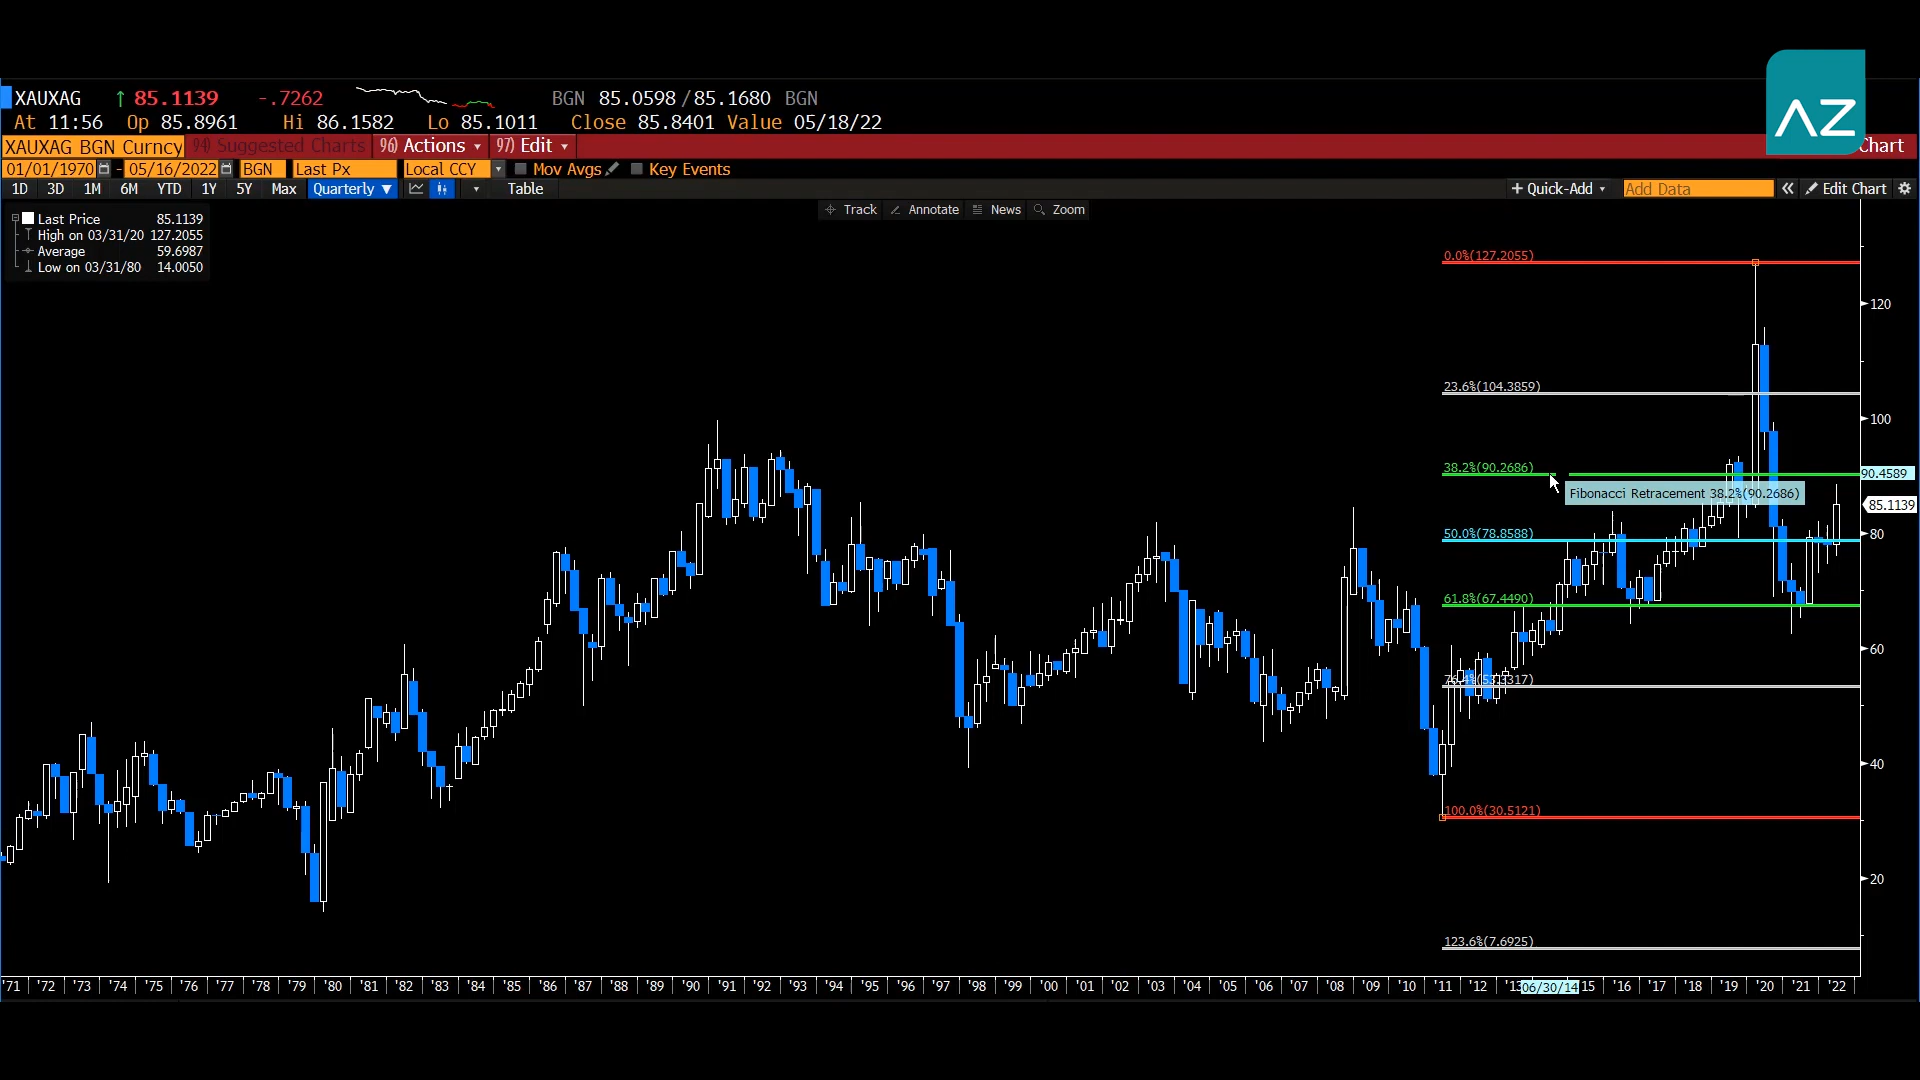 AZ
XAUXAG ↑ 85.1139 -.7262 BGN 85.0598/85.1680 BGN
At 11:56 Op 85.8961 Hi 86.1582 Lo 85.1011 Close 85.8401 Value 05/18/22
XAUXAG BGN Curncy 94) Suggested Charts 96) Actions 97) Edit Chart
01/01/1970 - 05/16/2022 BGN Last Px Local CCY Mov Avgs Key Events
1D 3D 1M 6M YTD 1Y 5Y Max Quarterly ▼ Table + Quick-Add Add Data « Edit Chart
Track Annotate News Zoom
Last Price 85.1139
High on 03/31/20 127.2055
Average 59.6987
Low on 03/31/80 14.0050
0.0%(127.2055)
120
23.6%(104.3859)
100
38.2%(90.2686)
90.4589
Fibonacci Retracement 38.2%(90.2686)
85.1139
50.0%(78.8588)
80
61.8%(67.4490)
60
76.4%(53.3317)
40
100.0%(30.5121)
20
123.6%(7.6925)
'71 '72 '73 '74 '75 '76 '77 '78 '79 '80 '81 '82 '83 '84 '85 '86 '87 '88 '89 '90 '91 '92 '93 '94 '95 '96 '97 '98 '99 '00 '01 '02 '03 '04 '05 '06 '07 '08 '09 '10 '11 '12 '13 06/30/14 15 '16 '17 '18 '19 '20 '21 '22